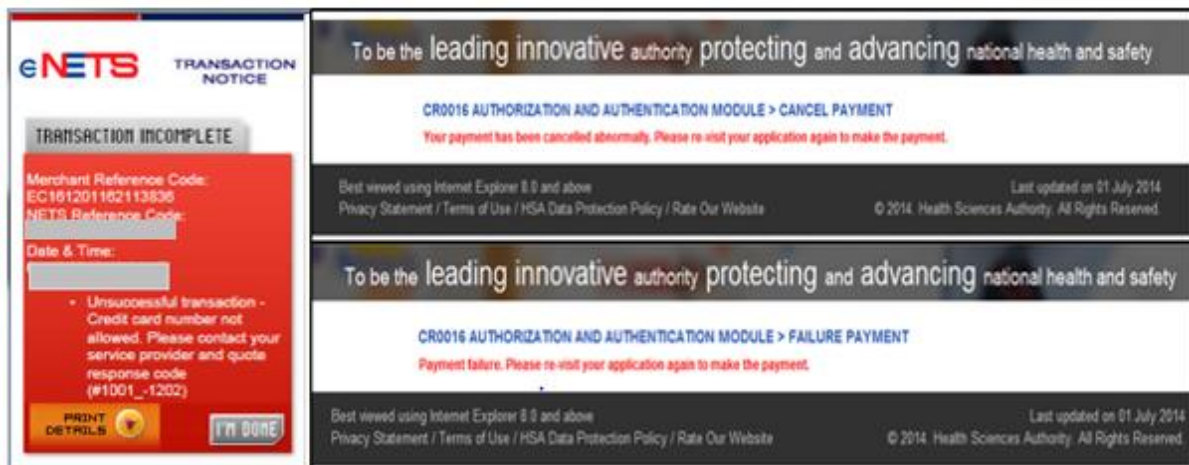 eNETS
TRANSACTION
NOTICE
TRANSACTION INCOMPLETE
Merchant Reference Code:
EC161201162113836
NETS Reference Code:
Date & Time:
• Unsuccessful transaction -
Credit card number not
allowed. Please contact your
service provider and quote
response code
(#1001_-1202)
PRINT
DETAILS
I'M DONE
To be the leading innovative authority protecting and advancing national health and safety
CR0016 AUTHORIZATION AND AUTHENTICATION MODULE > CANCEL PAYMENT
Your payment has been cancelled abnormally. Please re-visit your application again to make the payment.
Best viewed using Internet Explorer 8.0 and above
Last updated on 01 July 2014
Privacy Statement / Terms of Use / HSA Data Protection Policy / Rate Our Website
© 2014. Health Sciences Authority. All Rights Reserved.
To be the leading innovative authority protecting and advancing national health and safety
CR0016 AUTHORIZATION AND AUTHENTICATION MODULE > FAILURE PAYMENT
Payment failure. Please re-visit your application again to make the payment.
Best viewed using Internet Explorer 8.0 and above
Last updated on 01 July 2014
Privacy Statement / Terms of Use / HSA Data Protection Policy / Rate Our Website
© 2014. Health Sciences Authority. All Rights Reserved.